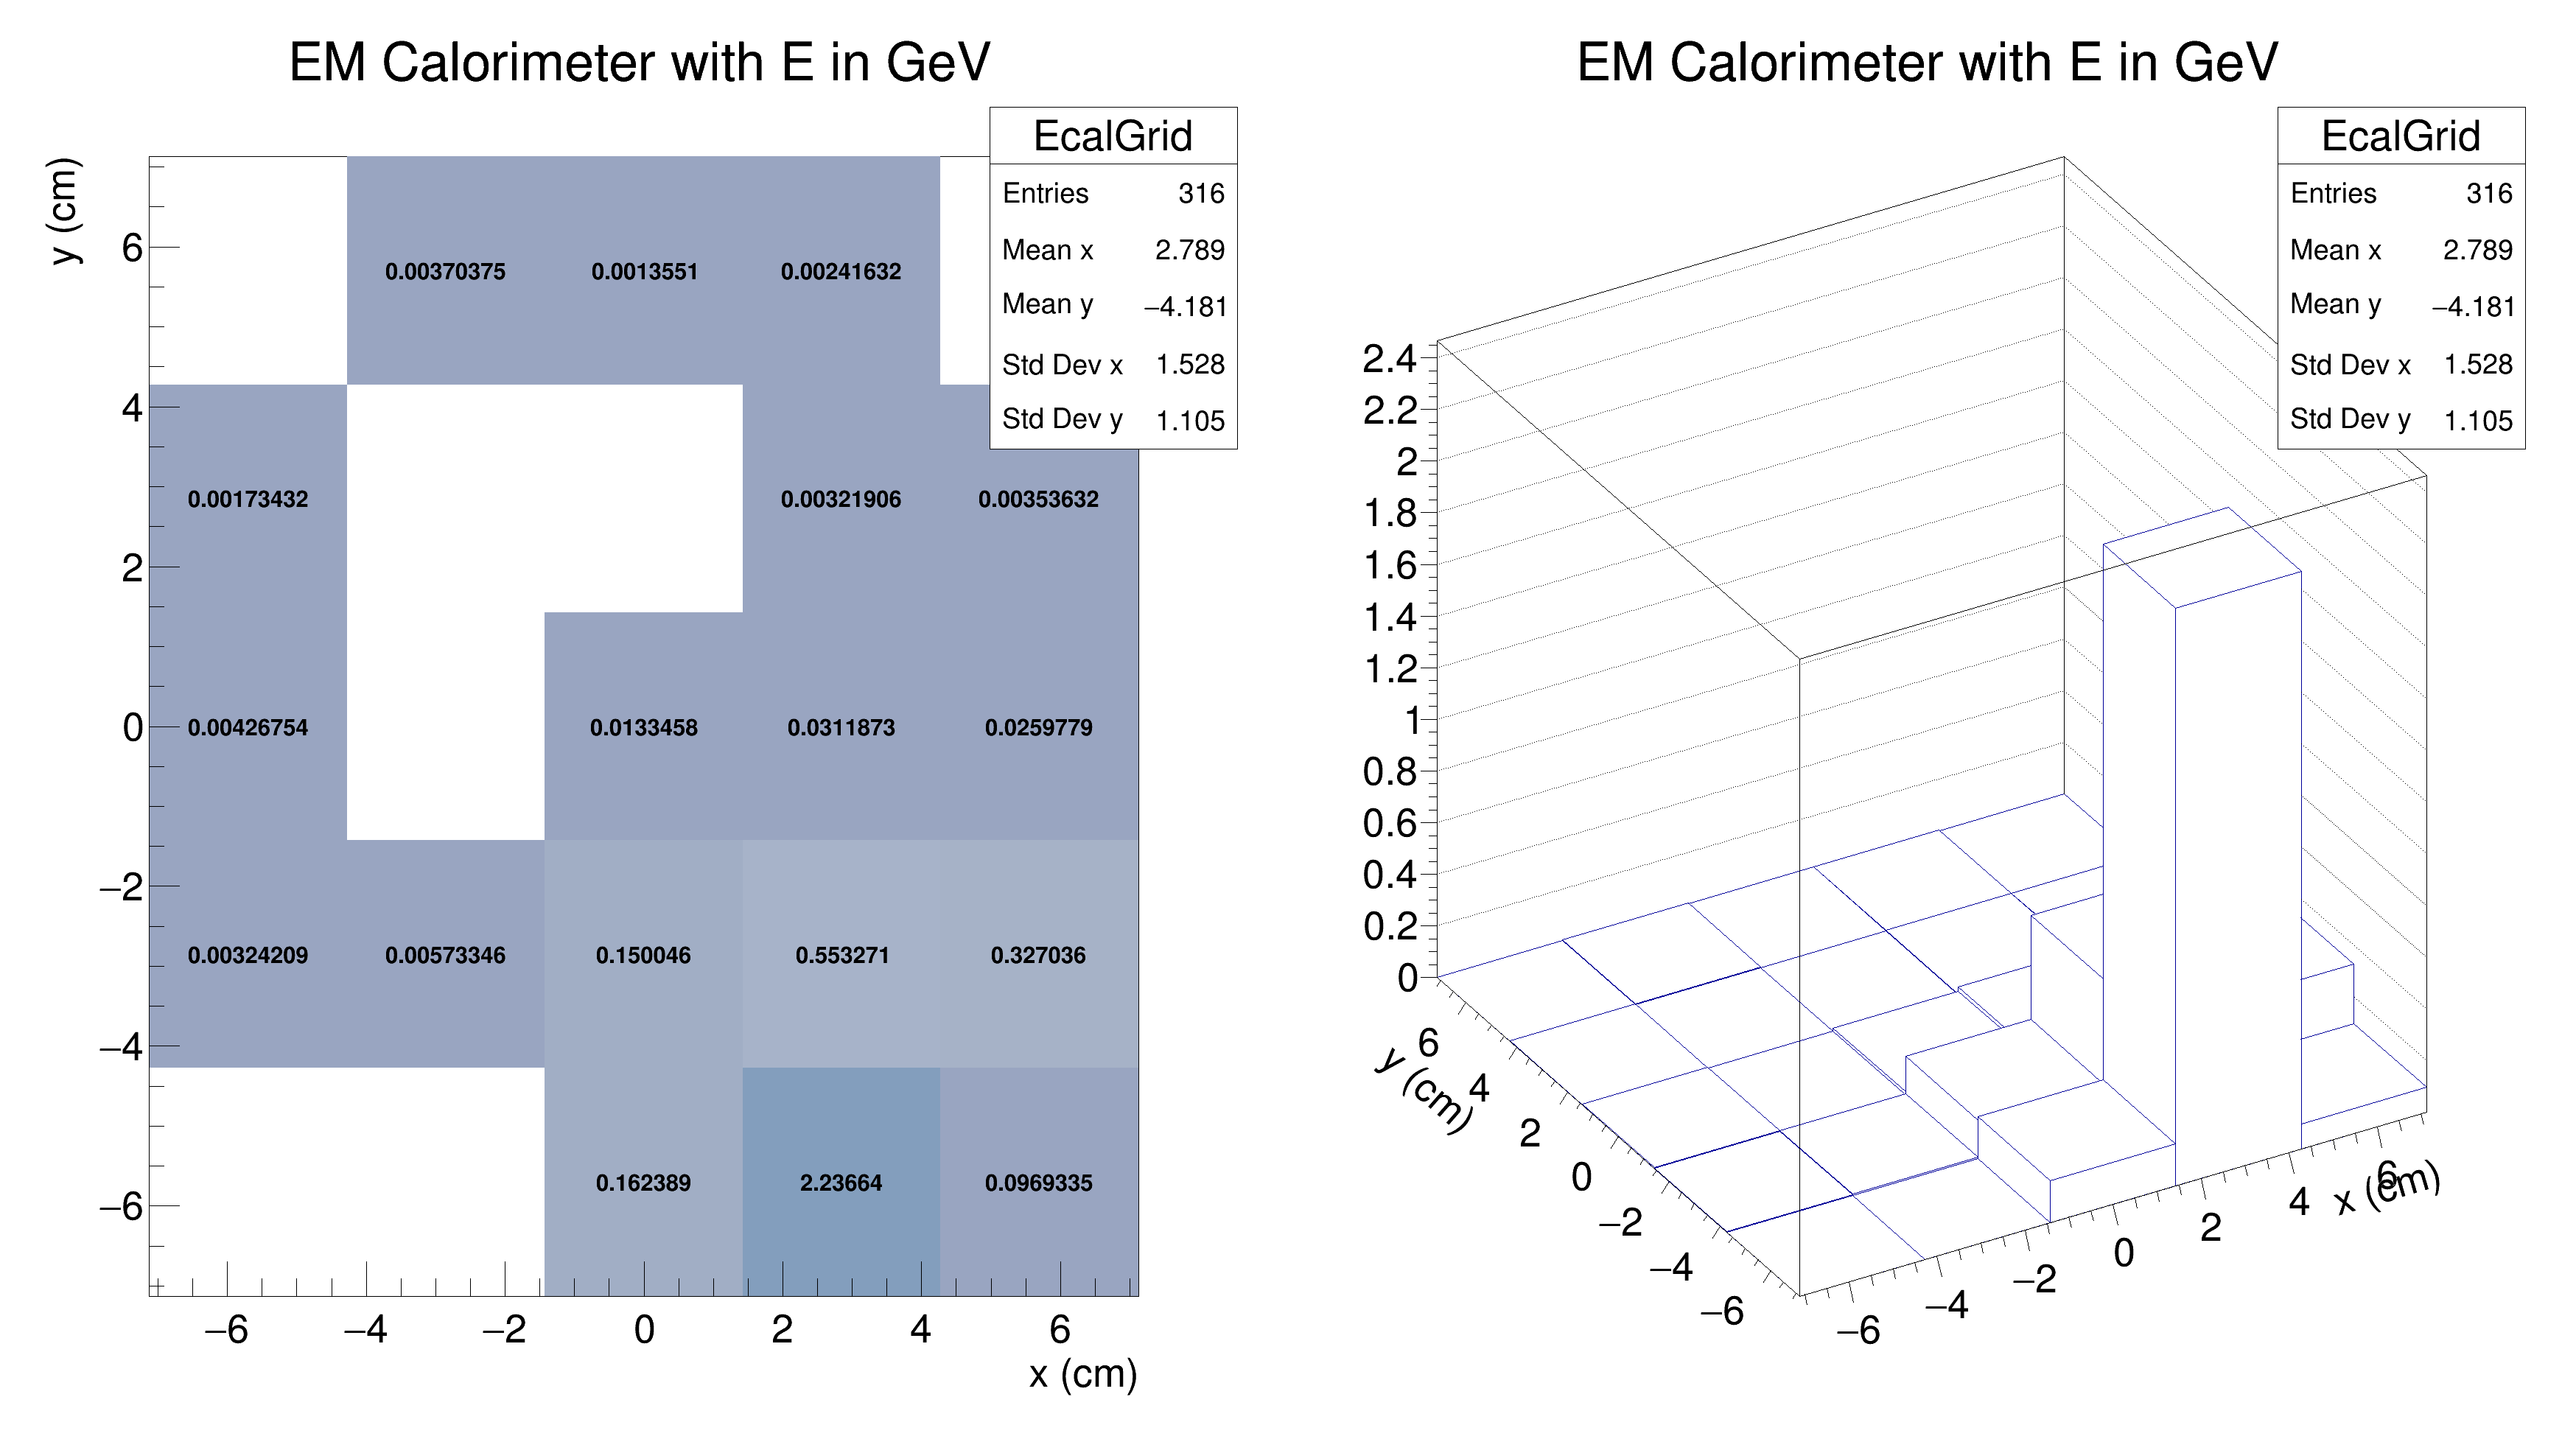 EM Calorimeter with E in GeV
EcalGrid
Entries 316
Mean x 2.789
Mean y −4.181
Std Dev x 1.528
Std Dev y 1.105
y (cm)
6
4
2
0
−2
−4
−6
0.00370375 0.0013551 0.00241632
0.00173432 0.00321906 0.00353632
0.00426754 0.0133458 0.0311873 0.0259779
0.00324209 0.00573346 0.150046 0.553271 0.327036
0.162389 2.23664 0.0969335
−6 −4 −2 0 2 4 6
x (cm)
EM Calorimeter with E in GeV
EcalGrid
Entries 316
Mean x 2.789
Mean y −4.181
Std Dev x 1.528
Std Dev y 1.105
2.4
2.2
2
1.8
1.6
1.4
1.2
1
0.8
0.6
0.4
0.2
0
y (cm)
6
4
2
0
−2
−4
−6
−6 −4 −2 0 2 4 6
x (cm)